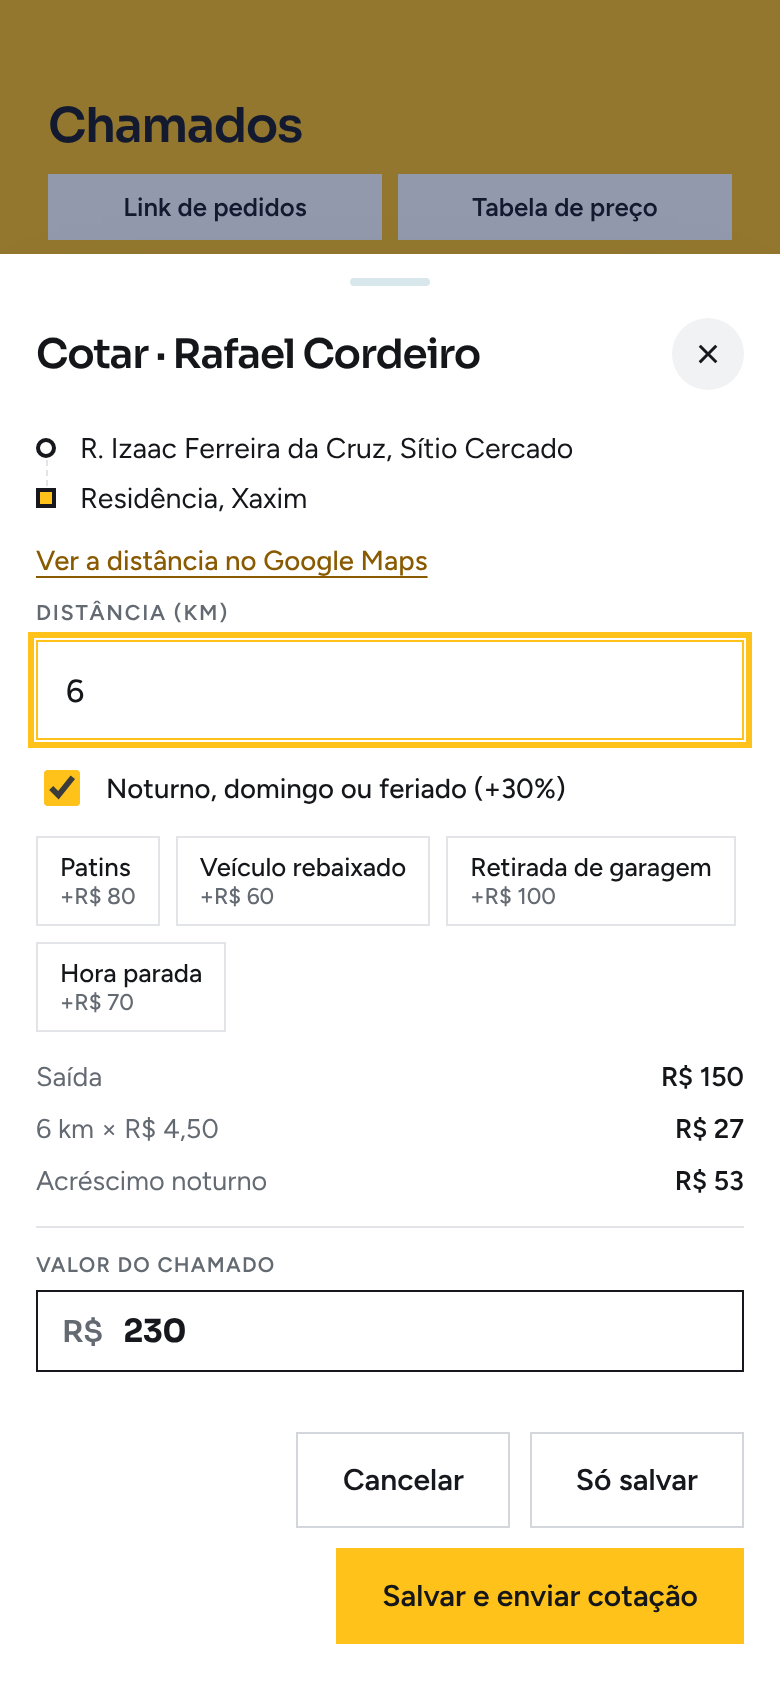 Chamados
Link de pedidos
Tabela de preço
Cotar · Rafael Cordeiro
R. Izaac Ferreira da Cruz, Sítio Cercado
Residência, Xaxim
Ver a distância no Google Maps
DISTÂNCIA (KM)
6
Noturno, domingo ou feriado (+30%)
Patins
+R$ 80
Veículo rebaixado
+R$ 60
Retirada de garagem
+R$ 100
Hora parada
+R$ 70
Saída R$ 150
6 km × R$ 4,50 R$ 27
Acréscimo noturno R$ 53
VALOR DO CHAMADO
R$ 230
Cancelar
Só salvar
Salvar e enviar cotação